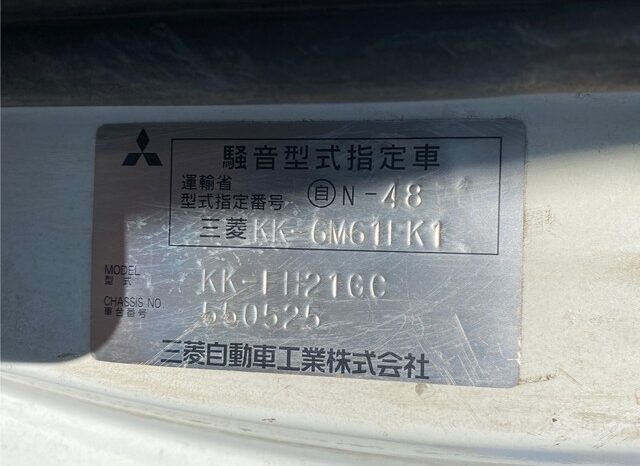 騒音型式指定車
運輸省
型式指定番号 自 N-48
三菱 KK-6M61FK1
MODEL
型式 KK-FH21GC
CHASSIS NO.
車台番号 550525
三菱自動車工業株式会社